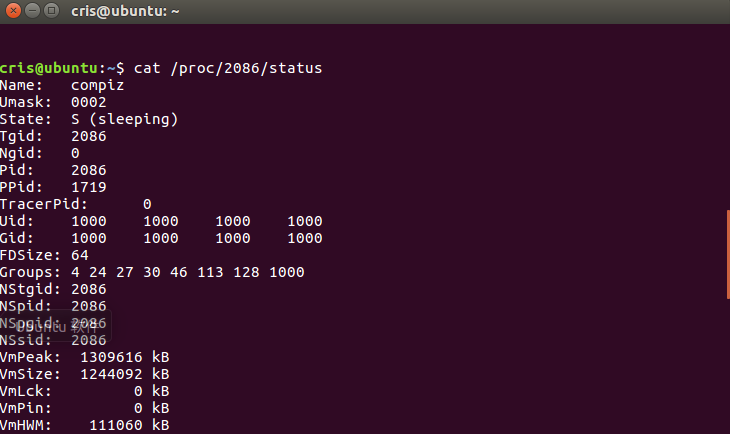 cris@ubuntu: ~
cris@ubuntu:~$ cat /proc/2086/status
Name:   compiz
Umask:  0002
State:  S (sleeping)
Tgid:   2086
Ngid:   0
Pid:    2086
PPid:   1719
TracerPid:      0
Uid:    1000    1000    1000    1000
Gid:    1000    1000    1000    1000
FDSize: 64
Groups: 4 24 27 30 46 113 128 1000
NStgid: 2086
NSpid:  2086
NSpgid: 2086
Ubuntu 软件
NSsid:  2086
VmPeak:  1309616 kB
VmSize:  1244092 kB
VmLck:         0 kB
VmPin:         0 kB
VmHWM:    111060 kB